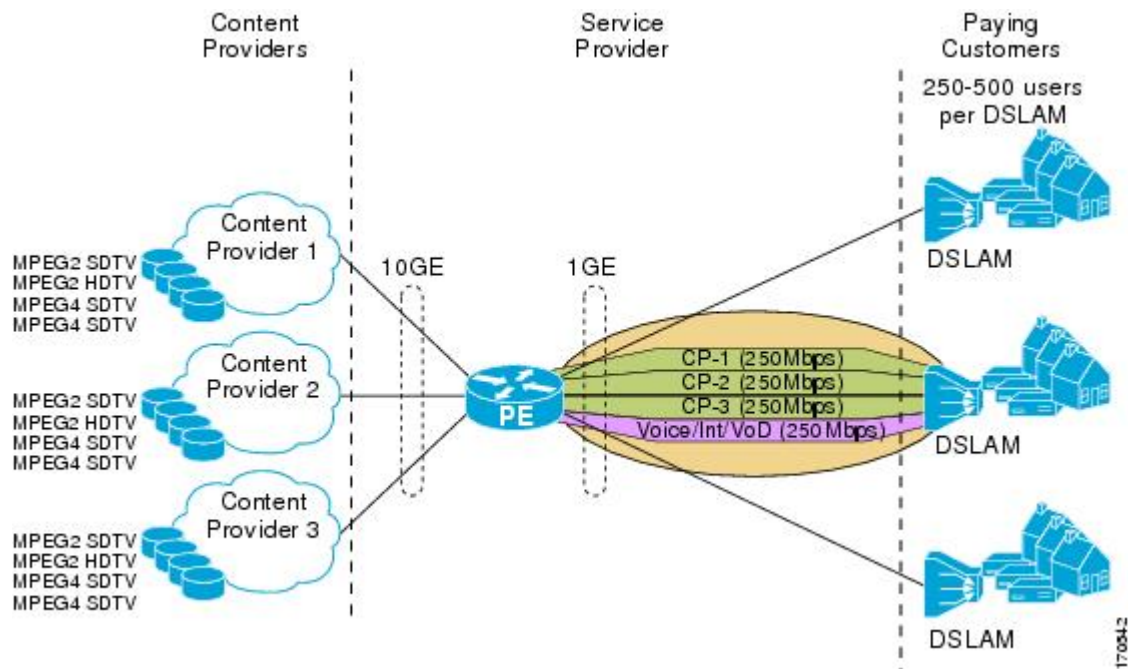 Content
Providers
Service
Provider
Paying
Customers
250-500 users
per DSLAM
Content
Provider 1
MPEG2 SDTV
MPEG2 HDTV
MPEG4 SDTV
MPEG4 SDTV
10GE
1GE
DSLAM
Content
Provider 2
MPEG2 SDTV
MPEG2 HDTV
MPEG4 SDTV
MPEG4 SDTV
PE
CP-1 (250Mbps)
CP-2 (250Mbps)
CP-3 (250Mbps)
Voice/Int/VoD (250Mbps)
DSLAM
Content
Provider 3
MPEG2 SDTV
MPEG2 HDTV
MPEG4 SDTV
MPEG4 SDTV
DSLAM